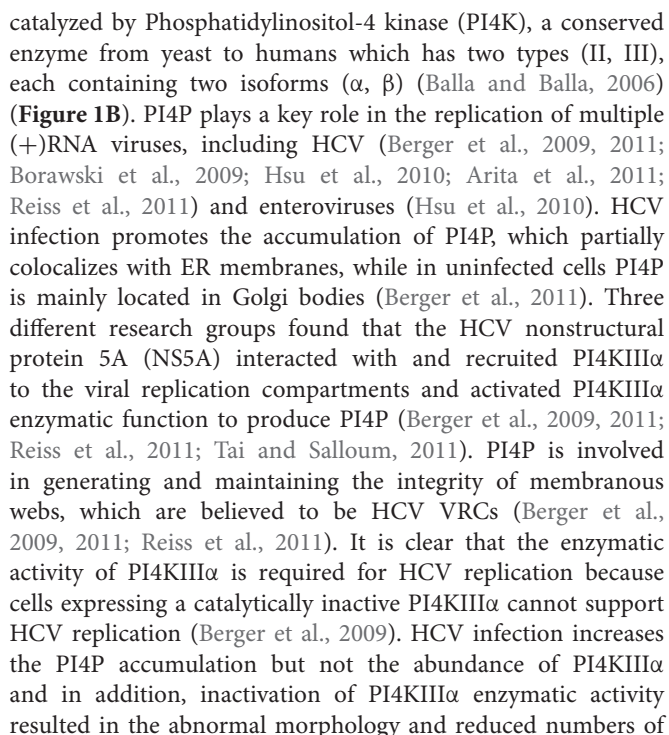 catalyzed by Phosphatidylinositol-4 kinase (PI4K), a conserved
enzyme from yeast to humans which has two types (II, III),
each containing two isoforms (α, β) (Balla and Balla, 2006)
(Figure 1B). PI4P plays a key role in the replication of multiple
(+)RNA viruses, including HCV (Berger et al., 2009, 2011;
Borawski et al., 2009; Hsu et al., 2010; Arita et al., 2011;
Reiss et al., 2011) and enteroviruses (Hsu et al., 2010). HCV
infection promotes the accumulation of PI4P, which partially
colocalizes with ER membranes, while in uninfected cells PI4P
is mainly located in Golgi bodies (Berger et al., 2011). Three
different research groups found that the HCV nonstructural
protein 5A (NS5A) interacted with and recruited PI4KIIIα
to the viral replication compartments and activated PI4KIIIα
enzymatic function to produce PI4P (Berger et al., 2009, 2011;
Reiss et al., 2011; Tai and Salloum, 2011). PI4P is involved
in generating and maintaining the integrity of membranous
webs, which are believed to be HCV VRCs (Berger et al.,
2009, 2011; Reiss et al., 2011). It is clear that the enzymatic
activity of PI4KIIIα is required for HCV replication because
cells expressing a catalytically inactive PI4KIIIα cannot support
HCV replication (Berger et al., 2009). HCV infection increases
the PI4P accumulation but not the abundance of PI4KIIIα
and in addition, inactivation of PI4KIIIα enzymatic activity
resulted in the abnormal morphology and reduced numbers of